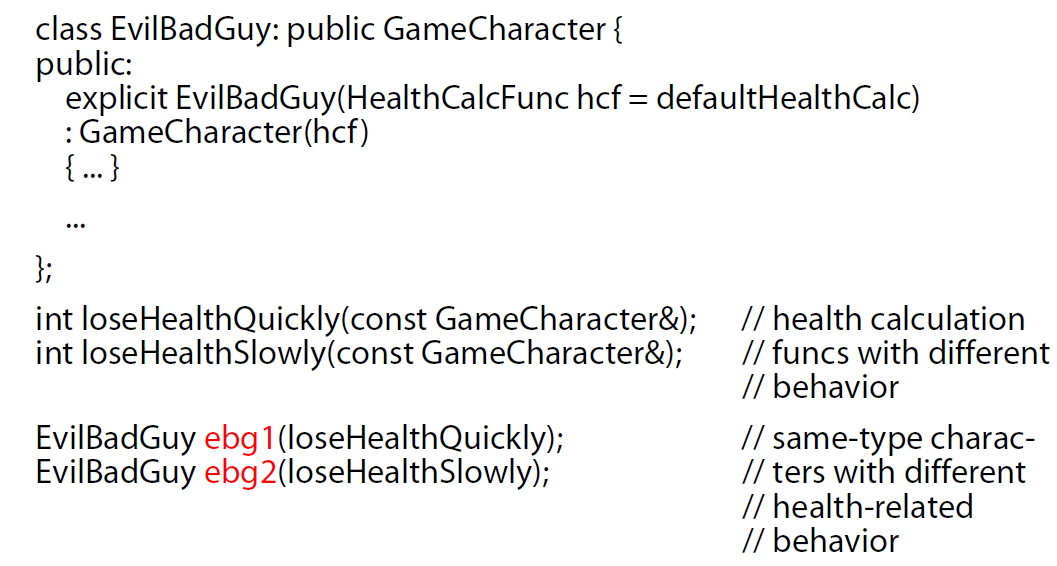 class EvilBadGuy: public GameCharacter {
public:
explicit EvilBadGuy(HealthCalcFunc hcf = defaultHealthCalc)
: GameCharacter(hcf)
{ ... }
...
};
int loseHealthQuickly(const GameCharacter&); // health calculation
int loseHealthSlowly(const GameCharacter&); // funcs with different
// behavior
EvilBadGuy ebg1(loseHealthQuickly); // same-type charac-
EvilBadGuy ebg2(loseHealthSlowly); // ters with different
// health-related
// behavior